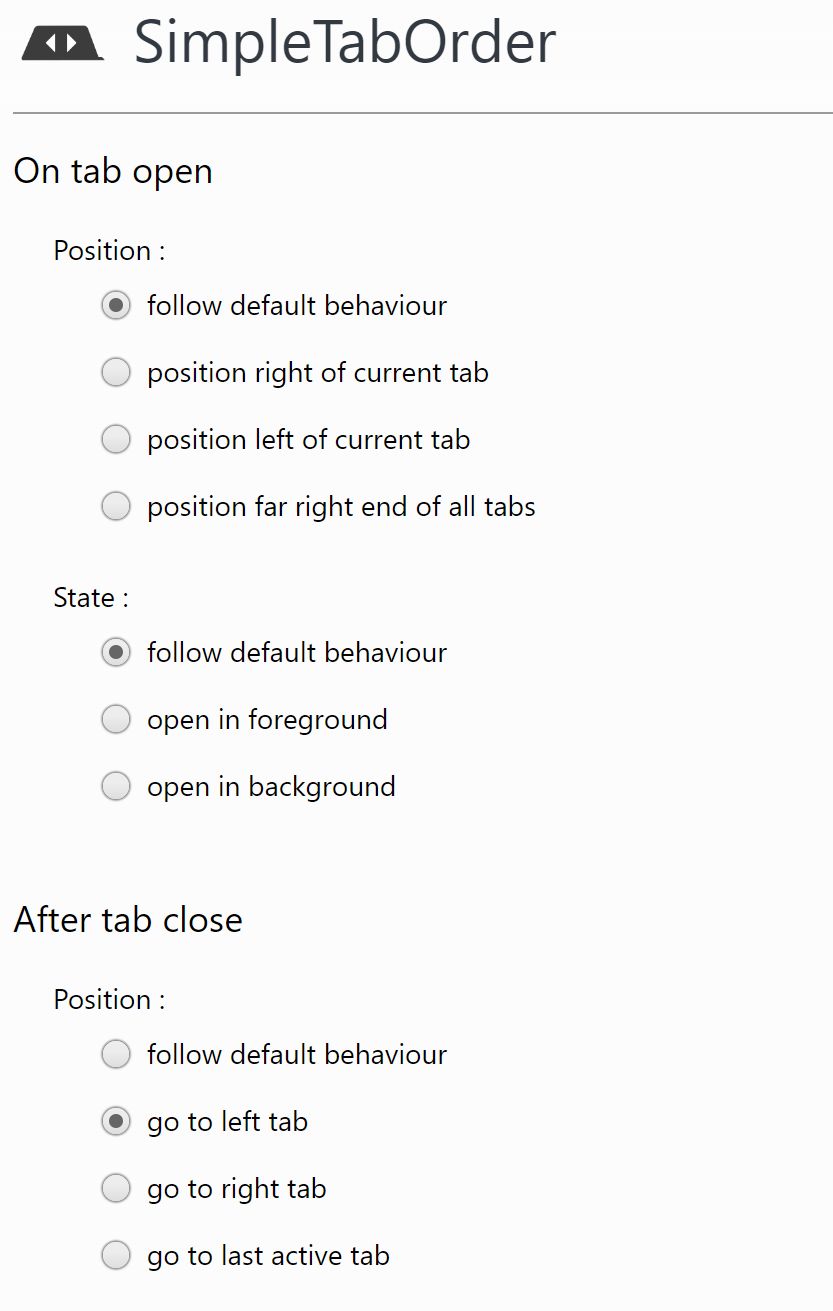 SimpleTabOrder
On tab open
Position :
follow default behaviour
position right of current tab
position left of current tab
position far right end of all tabs
State :
follow default behaviour
open in foreground
open in background
After tab close
Position :
follow default behaviour
go to left tab
go to right tab
go to last active tab